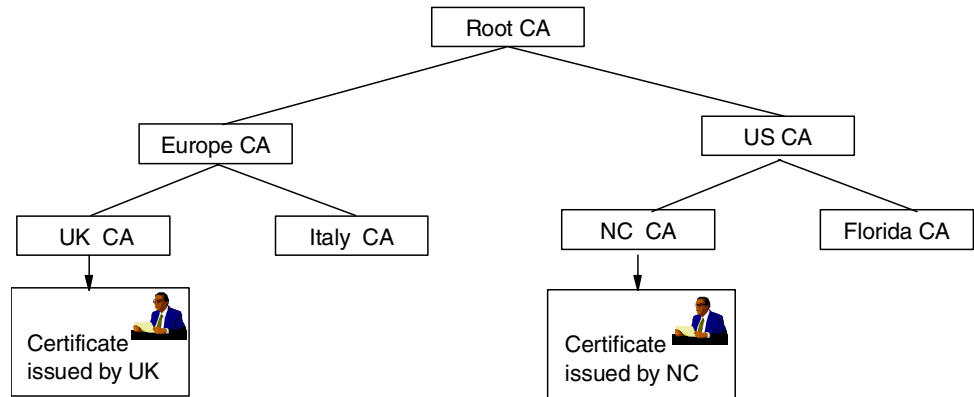 Root CA
Europe CA
US CA
UK CA
Italy CA
NC CA
Florida CA
Certificate
issued by UK
Certificate
issued by NC